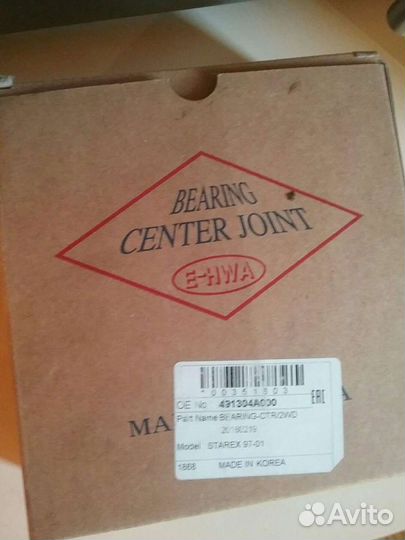 BEARING
CENTER JOINT
E-HWA
*00351803
OE No 491304A000 EAC
Part Name BEARING-CTR/2WD
20180219
MA A
Model STAREX 97-01
1868 MADE IN KOREA
Avito